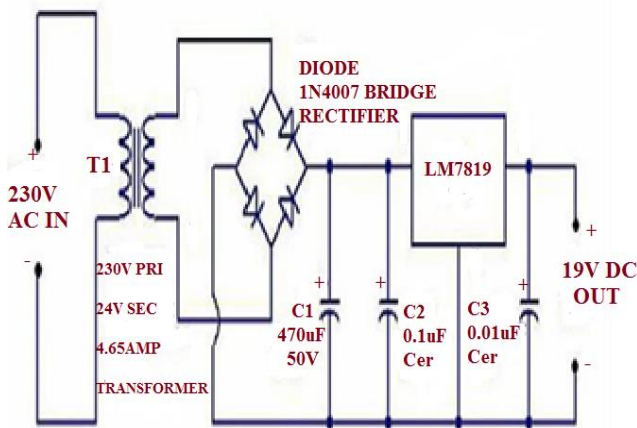 DIODE
1N4007 BRIDGE
RECTIFIER
T1
LM7819
+
230V
AC IN
-
+
19V DC
OUT
-
230V PRI
24V SEC
4.65AMP
TRANSFORMER
+
C1
470uF
50V
+
C2
0.1uF
Cer
C3
0.01uF
Cer
+